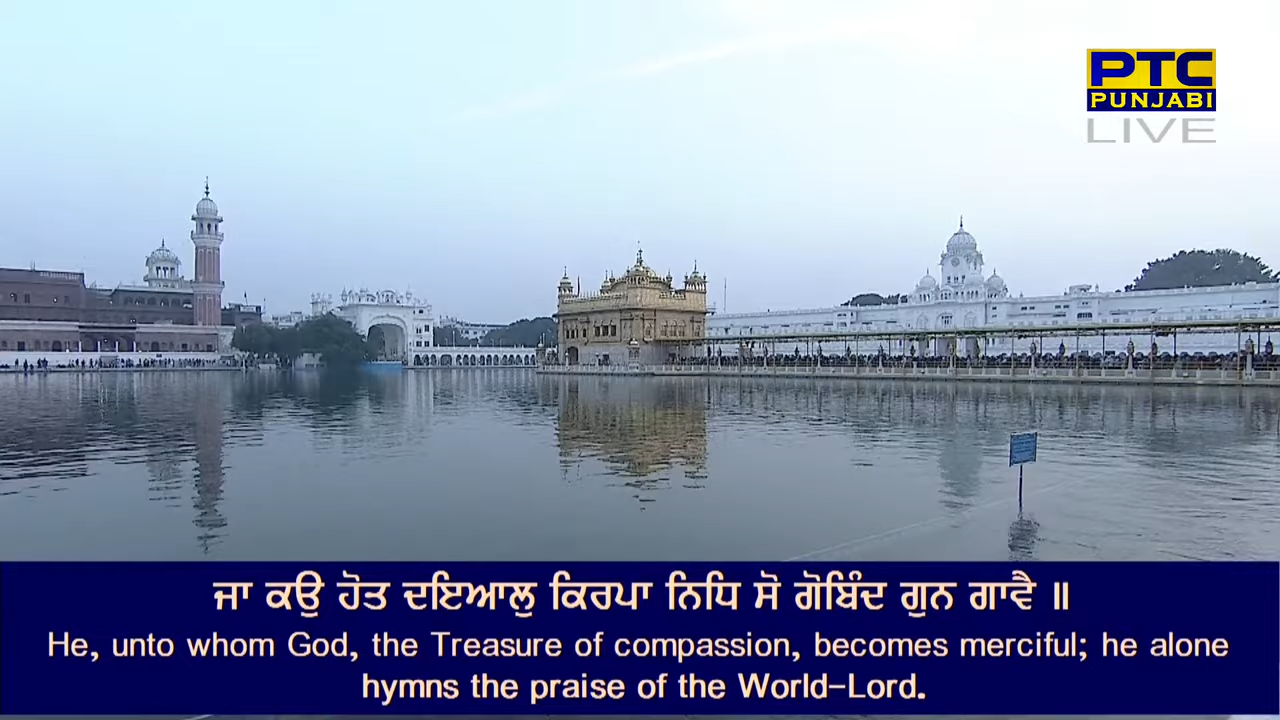 PTC
PUNJABI
LIVE
ਜਾ ਕਉ ਹੋਤ ਦਇਆਲੁ ਕਿਰਪਾ ਨਿਧਿ ਸੋ ਗੋਬਿੰਦ ਗੁਨ ਗਾਵੈ ॥
He, unto whom God, the Treasure of compassion, becomes merciful; he alone
hymns the praise of the World-Lord.